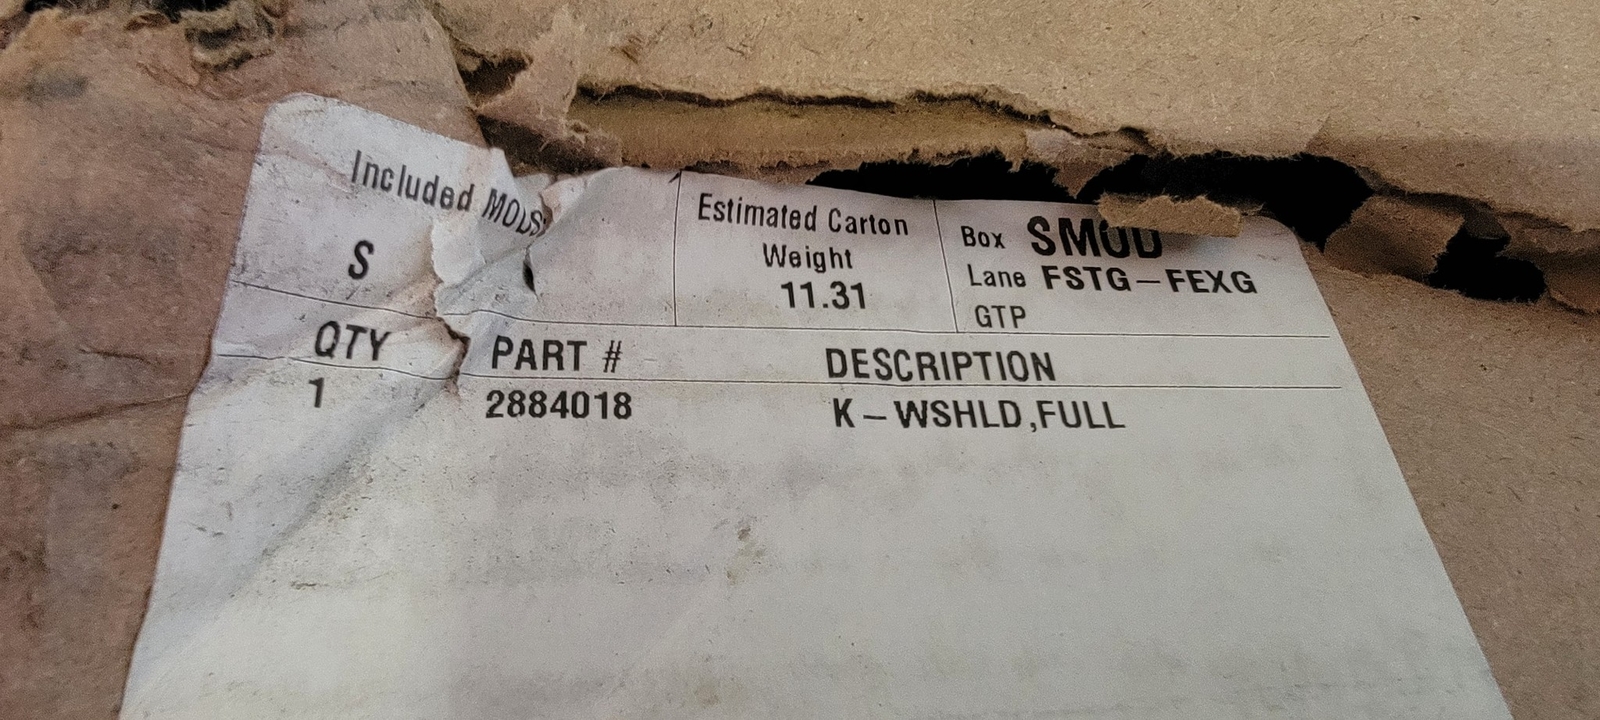 Included MODS:
S
Estimated Carton
Weight
11.31
Box SMOD
Lane FSTG-FEXG
GTP
QTY PART # DESCRIPTION
1 2884018 K-WSHLD,FULL